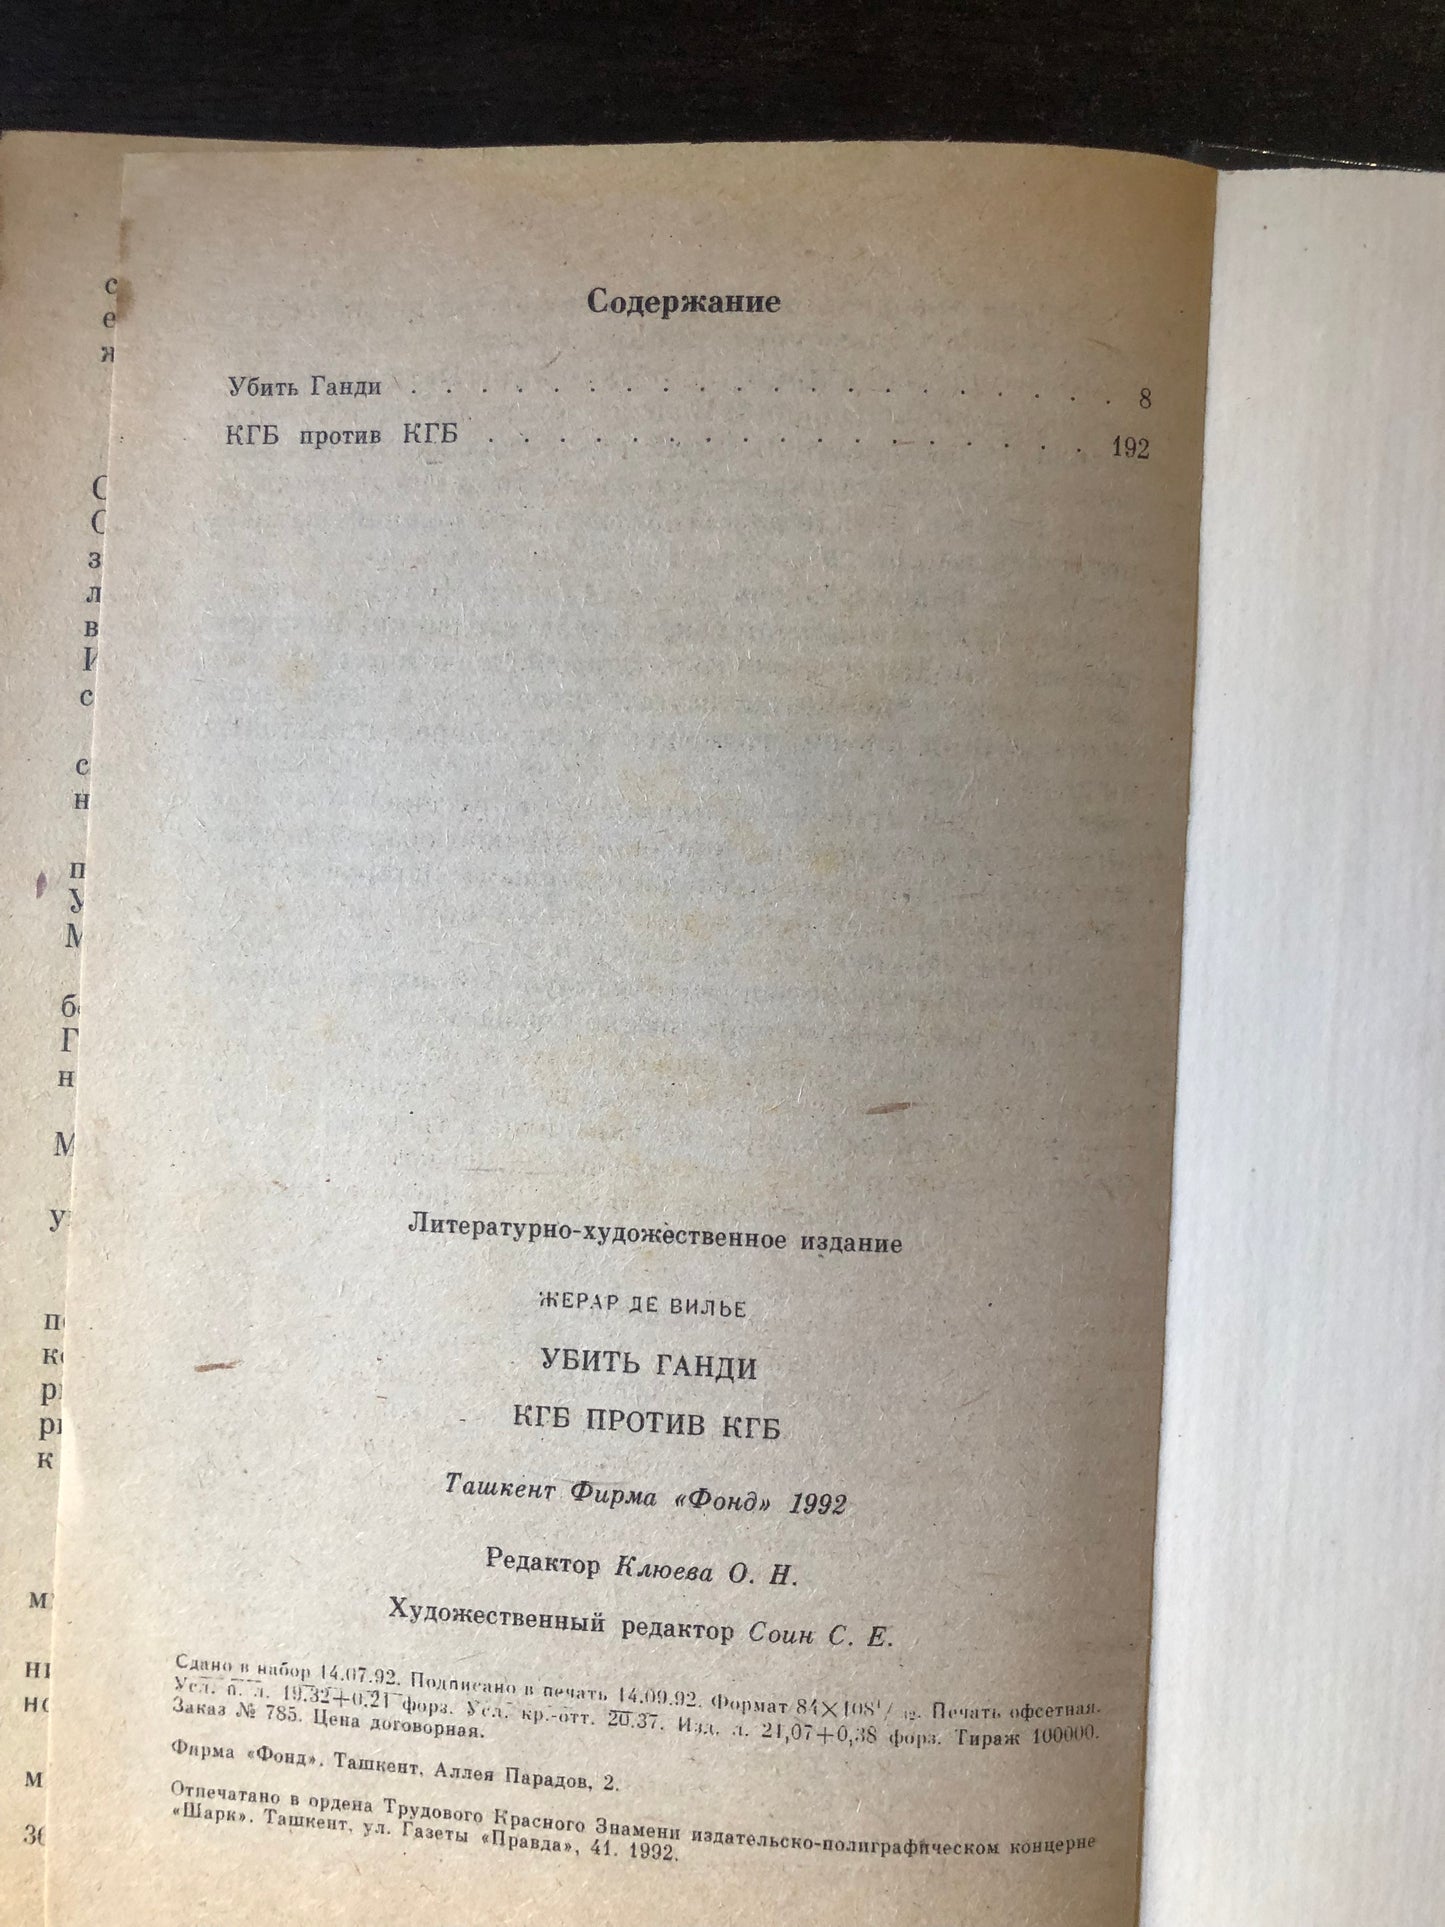 Содержание
Убить Ганди . . . . . . . . . . . . . . . . . . . . 8
КГБ против КГБ . . . . . . . . . . . . . . . . . 192
Литературно-художественное издание
ЖЕРАР ДЕ ВИЛЬЕ
УБИТЬ ГАНДИ
КГБ ПРОТИВ КГБ
Ташкент Фирма «Фонд» 1992
Редактор Клюева О. Н.
Художественный редактор Соин С. Е.
Сдано в набор 14.07.92. Подписано в печать 14.09.92. Формат 84×108¹/₃₂. Печать офсетная.
Усл. п. л. 19.32+0.21 форз. Усл. кр.-отт. 20.37. Изд. л. 21,07+0,38 форз. Тираж 100000.
Заказ № 785. Цена договорная.
Фирма «Фонд». Ташкент, Аллея Парадов, 2.
Отпечатано в ордена Трудового Красного Знамени издательско-полиграфическом концерне
«Шарк». Ташкент, ул. Газеты «Правда», 41. 1992.